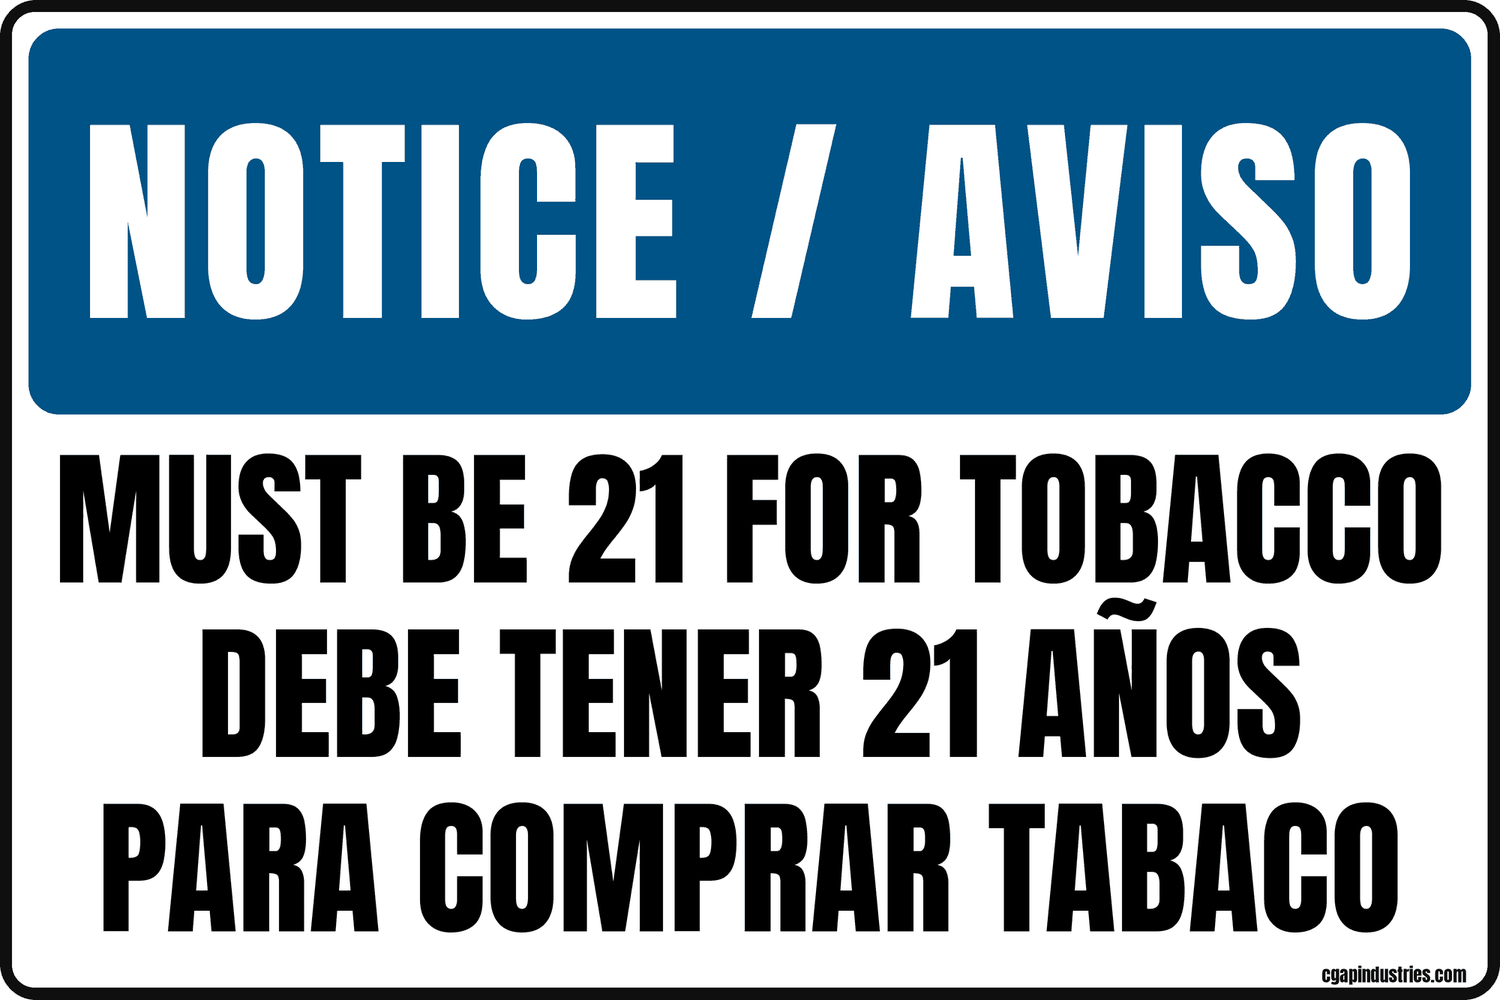 NOTICE / AVISO
MUST BE 21 FOR TOBACCO
DEBE TENER 21 AÑOS
PARA COMPRAR TABACO
cgapindustries.com